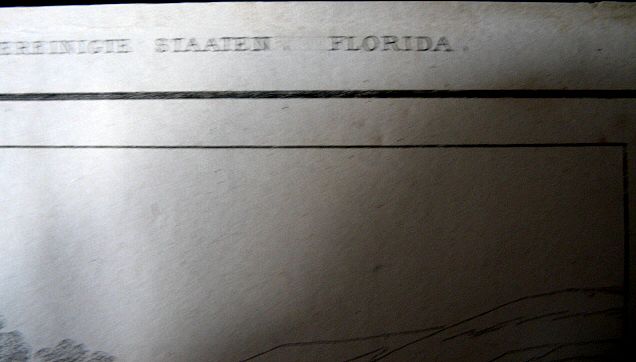 EREINIGTE STAATEN. FLORIDA.